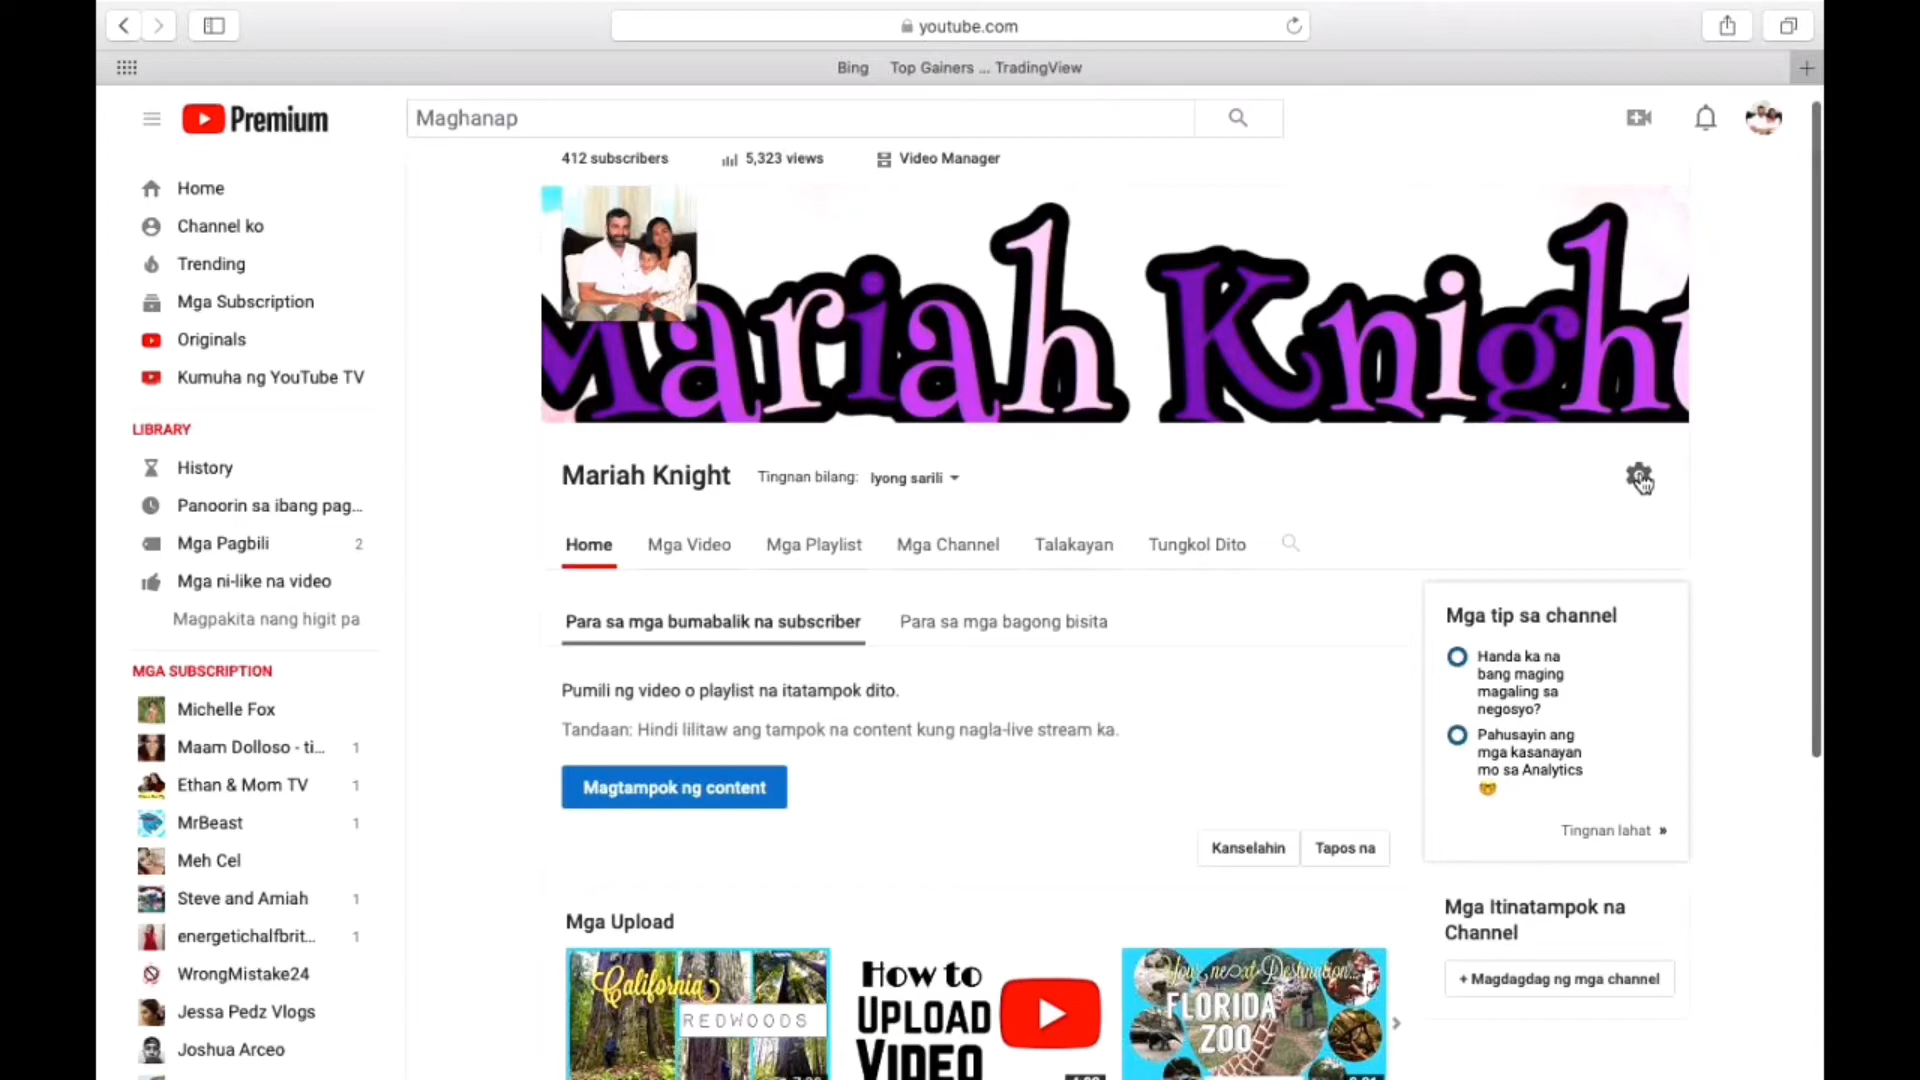 youtube.com
Bing
Top Gainers ... TradingView
Premium
Maghanap
412 subscribers
5,323 views
Video Manager
Home
Channel ko
Trending
Mga Subscription
Originals
Kumuha ng YouTube TV
LIBRARY
History
Panoorin sa ibang pag...
Mga Pagbili 2
Mga ni-like na video
Magpakita nang higit pa
MGA SUBSCRIPTION
Michelle Fox
Maam Dolloso - ti... 1
Ethan & Mom TV 1
MrBeast 1
Meh Cel
Steve and Amiah 1
energetichalfbrit... 1
WrongMistake24
Jessa Pedz Vlogs
Joshua Arceo
Mariah Knight
Mariah Knight
Tingnan bilang: Iyong sarili
Home
Mga Video
Mga Playlist
Mga Channel
Talakayan
Tungkol Dito
Para sa mga bumabalik na subscriber
Para sa mga bagong bisita
Pumili ng video o playlist na itatampok dito.
Tandaan: Hindi lilitaw ang tampok na content kung nagla-live stream ka.
Magtampok ng content
Kanselahin
Tapos na
Mga Upload
California
REDWOODS
How to
UPLOAD
VIDEO
Your next Destination...
FLORIDA
ZOO
Mga tip sa channel
Handa ka na
bang maging
magaling sa
negosyo?
Pahusayin ang
mga kasanayan
mo sa Analytics
🤓
Tingnan lahat »
Mga Itinatampok na
Channel
+ Magdagdag ng mga channel